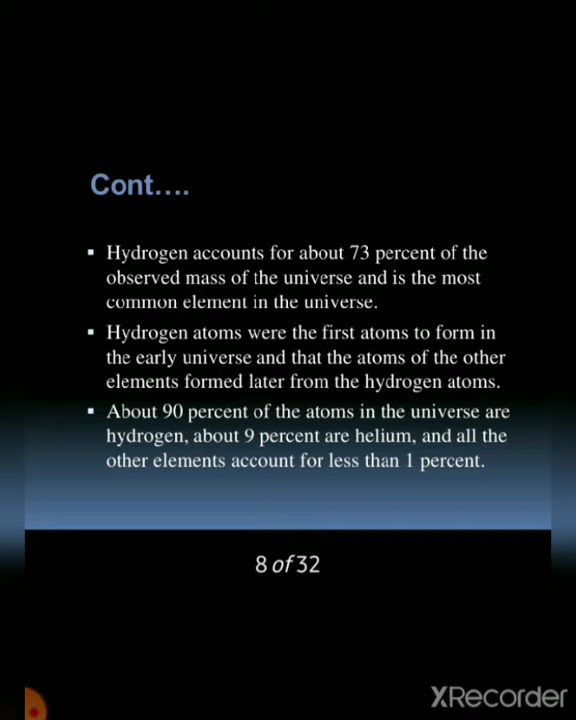 Cont....
▪ Hydrogen accounts for about 73 percent of the
observed mass of the universe and is the most
common element in the universe.
▪ Hydrogen atoms were the first atoms to form in
the early universe and that the atoms of the other
elements formed later from the hydrogen atoms.
▪ About 90 percent of the atoms in the universe are
hydrogen, about 9 percent are helium, and all the
other elements account for less than 1 percent.
8 of 32
XRecorder